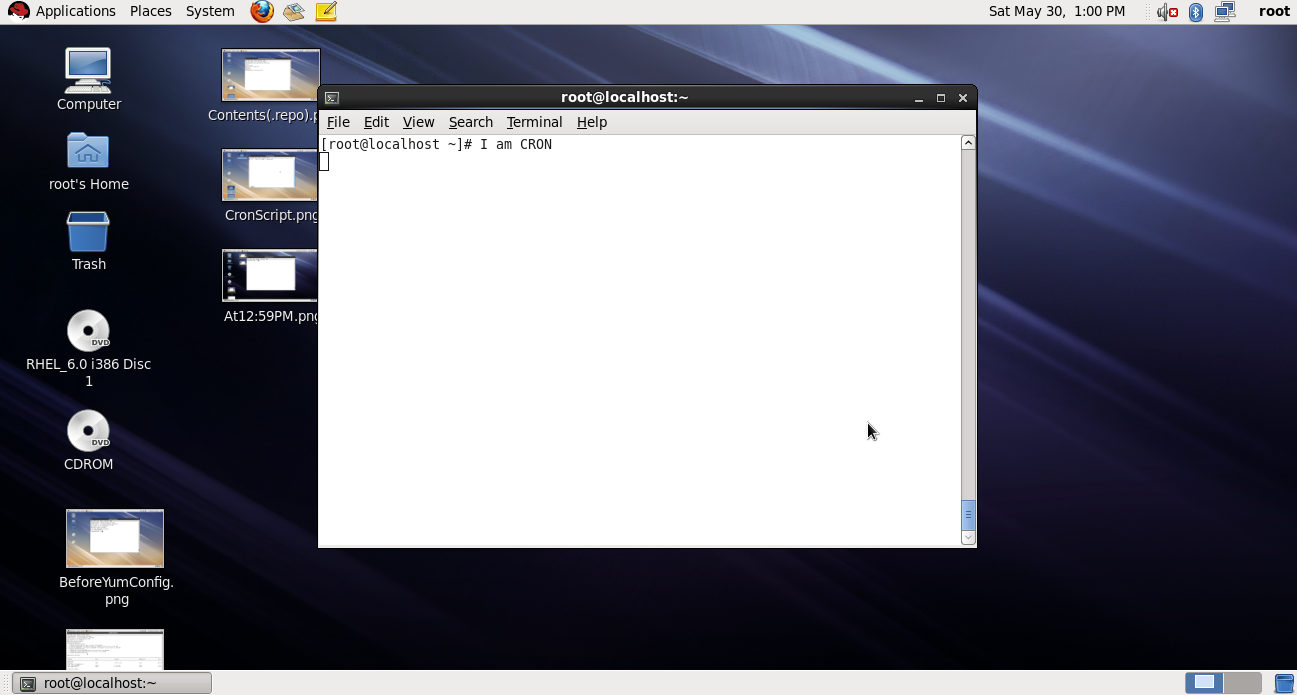 Applications Places System
Sat May 30, 1:00 PM
root
Computer
root's Home
Trash
RHEL_6.0 i386 Disc
1
DVD
CDROM
DVD
BeforeYumConfig.
png
Contents(.repo).p
CronScript.png
At12:59PM.png
root@localhost:~
File Edit View Search Terminal Help
[root@localhost ~]# I am CRON
root@localhost:~